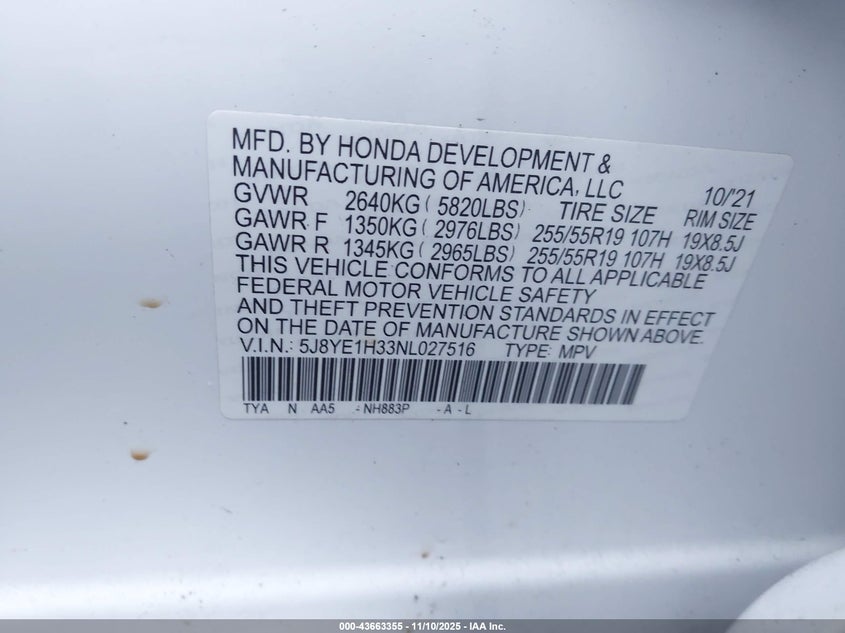 MFD. BY HONDA DEVELOPMENT &
MANUFACTURING OF AMERICA, LLC 10/'21
GVWR 2640KG ( 5820LBS) TIRE SIZE RIM SIZE
GAWR F 1350KG ( 2976LBS) 255/55R19 107H 19X8.5J
GAWR R 1345KG ( 2965LBS) 255/55R19 107H 19X8.5J
THIS VEHICLE CONFORMS TO ALL APPLICABLE
FEDERAL MOTOR VEHICLE SAFETY
AND THEFT PREVENTION STANDARDS IN EFFECT
ON THE DATE OF MANUFACTURE SHOWN ABOVE.
V.I.N.: 5J8YE1H33NL027516 TYPE: MPV
TYA N AA5 - NH883P - A - L
000-43663355 — 11/10/2025 — IAA Inc.